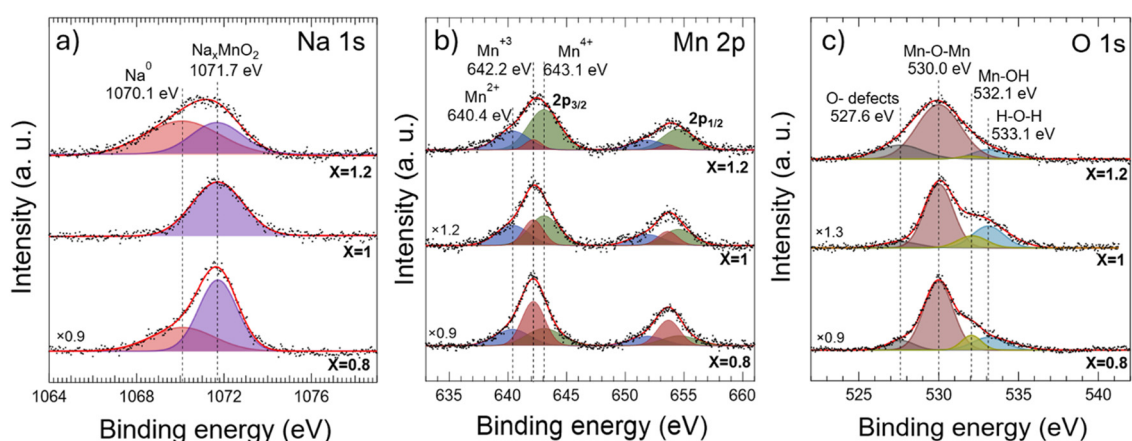 a)
Na 1s
Na⁰
1070.1 eV
NaₓMnO₂
1071.7 eV
X=1.2
X=1
×0.9
X=0.8
1064
1068
1072
1076
Binding energy (eV)
Intensity (a. u.)
b)
Mn 2p
Mn⁺³
642.2 eV
Mn⁴⁺
643.1 eV
Mn²⁺
640.4 eV
2p₃/₂
2p₁/₂
X=1.2
×1.2
X=1
×0.9
X=0.8
635
640
645
650
655
660
Binding energy (eV)
Intensity (a. u.)
c)
O 1s
Mn-O-Mn
530.0 eV
Mn-OH
532.1 eV
O- defects
527.6 eV
H-O-H
533.1 eV
X=1.2
×1.3
X=1
×0.9
X=0.8
525
530
535
540
Binding energy (eV)
Intensity (a. u.)